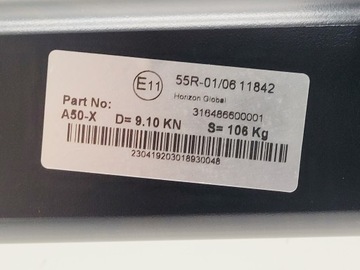 E11 55R-01/06 11842
Horizon Global
Part No: 316486600001
A50-X D= 9.10 KN S= 106 Kg
230419203018930048